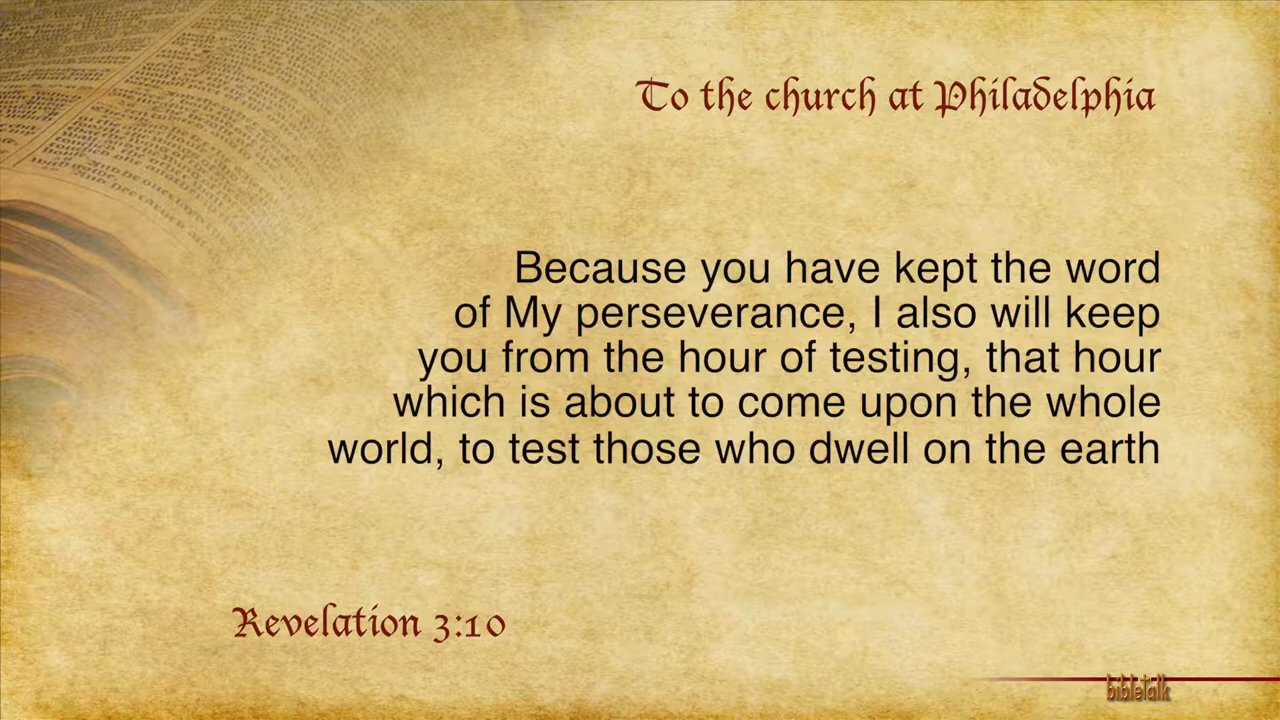 To the church at Philadelphia
Because you have kept the word
of My perseverance, I also will keep
you from the hour of testing, that hour
which is about to come upon the whole
world, to test those who dwell on the earth
Revelation 3:10
bibletalk